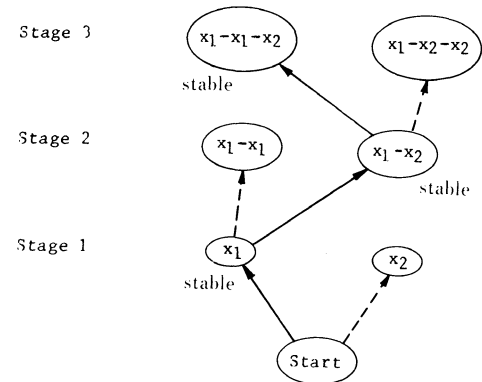 Stage 3
x₁-x₁-x₂
x₁-x₂-x₂
stable
Stage 2
x₁-x₁
x₁-x₂
stable
Stage 1
x₁
x₂
stable
Start